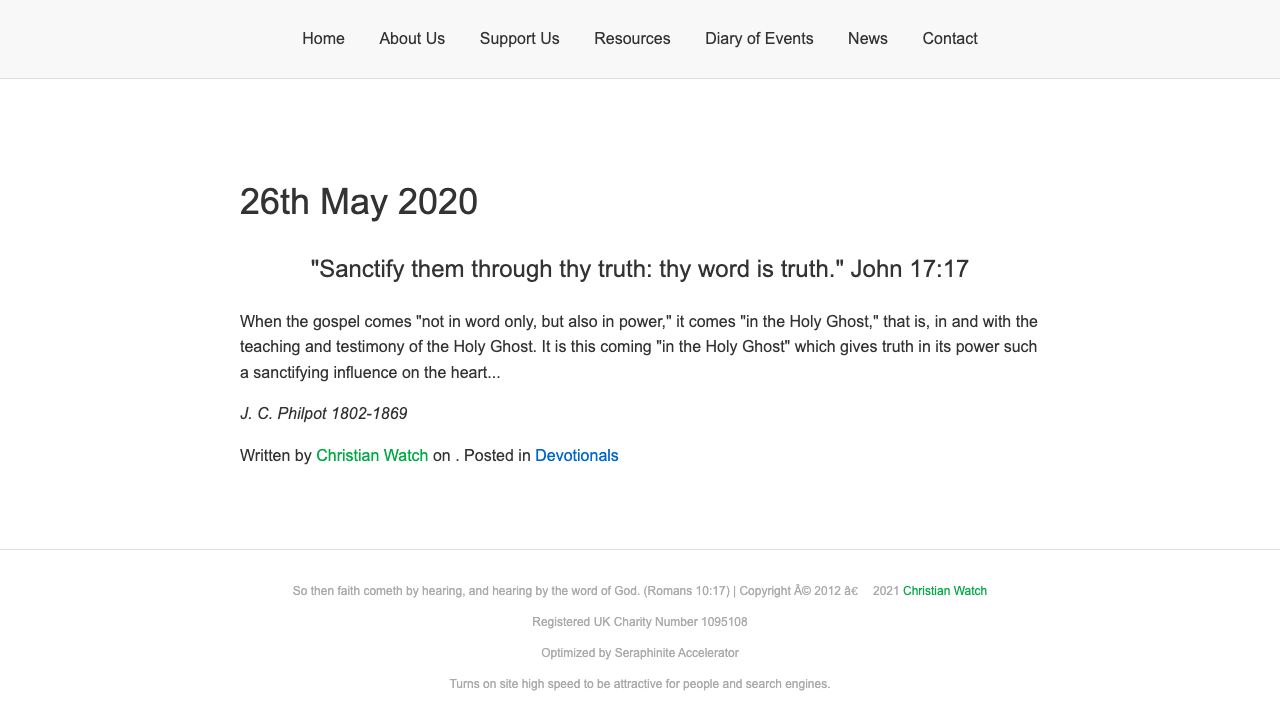 Home About Us Support Us Resources Diary of Events News Contact
26th May 2020
"Sanctify them through thy truth: thy word is truth." John 17:17
When the gospel comes "not in word only, but also in power," it comes "in the Holy Ghost," that is, in and with the
teaching and testimony of the Holy Ghost. It is this coming "in the Holy Ghost" which gives truth in its power such
a sanctifying influence on the heart...
J. C. Philpot 1802-1869
Written by Christian Watch on . Posted in Devotionals
So then faith cometh by hearing, and hearing by the word of God. (Romans 10:17) | Copyright Â© 2012 â€ 2021 Christian Watch
Registered UK Charity Number 1095108
Optimized by Seraphinite Accelerator
Turns on site high speed to be attractive for people and search engines.